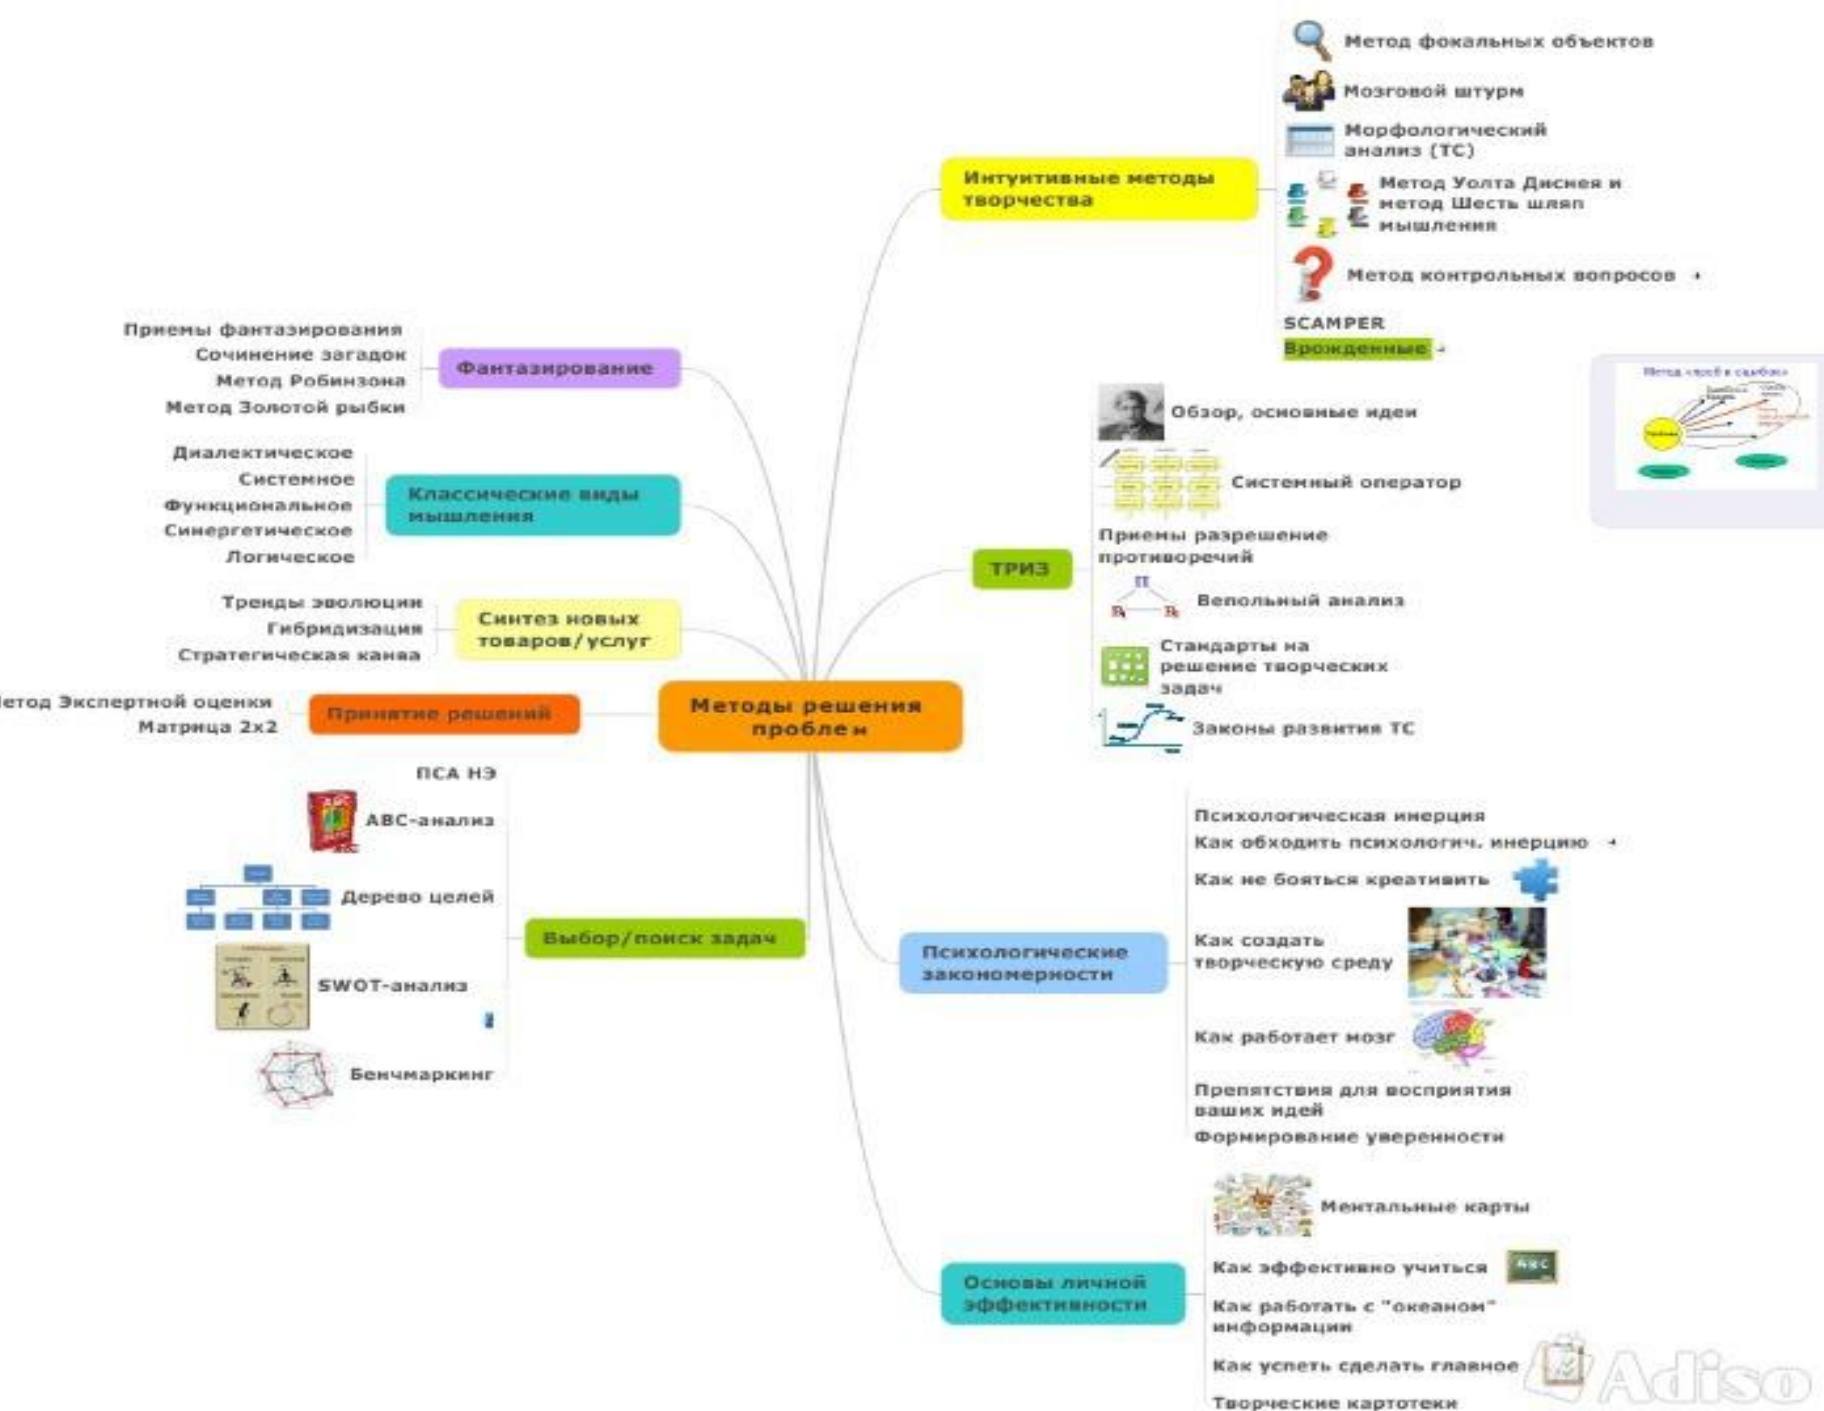 Метод фокальных объектов
Мозговой штурм
Морфологический
анализ (ТС)
Интуитивные методы
творчества
Метод Уолта Диснея и
метод Шесть шляп
мышления
Метод контрольных вопросов
SCAMPER
Врожденные
Приемы фантазирования
Сочинение загадок
Метод Робинзона
Метод Золотой рыбки
Фантазирование
Метод «проб и ошибок»
Обзор, основные идеи
Системный оператор
Приемы разрешение
противоречий
ТРИЗ
Вепольный анализ
Стандарты на
решение творческих
задач
Законы развития ТС
Диалектическое
Системное
Функциональное
Синергетическое
Логическое
Классические виды
мышления
Тренды эволюции
Гибридизация
Стратегическая канва
Синтез новых
товаров/услуг
етод Экспертной оценки
Матрица 2x2
Принятие решений
Методы решения
проблем
ПСА НЭ
АВС-анализ
Дерево целей
SWOT-анализ
Бенчмаркинг
Выбор/поиск задач
Психологические
закономерности
Психологическая инерция
Как обходить психологич. инерцию
Как не бояться креативить
Как создать
творческую среду
Как работает мозг
Препятствия для восприятия
ваших идей
Формирование уверенности
Основы личной
эффективности
Ментальные карты
Как эффективно учиться
ABC
Как работать с "океаном"
информации
Как успеть сделать главное
Творческие картотеки
Adiso